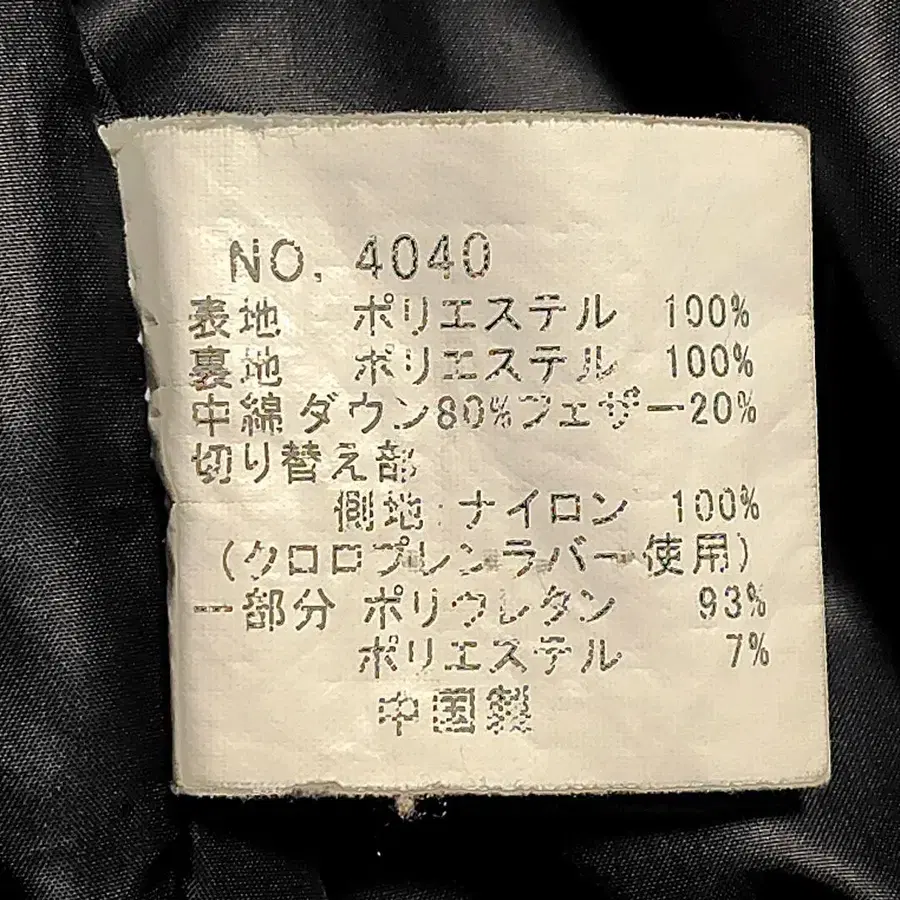 NO. 4040
表地 ポリエステル 100%
裏地 ポリエステル 100%
中綿 ダウン80%フェザー20%
切り替え部
側地:ナイロン 100%
(クロロプレンラバー使用)
一部分 ポリウレタン 93%
ポリエステル 7%
中国製